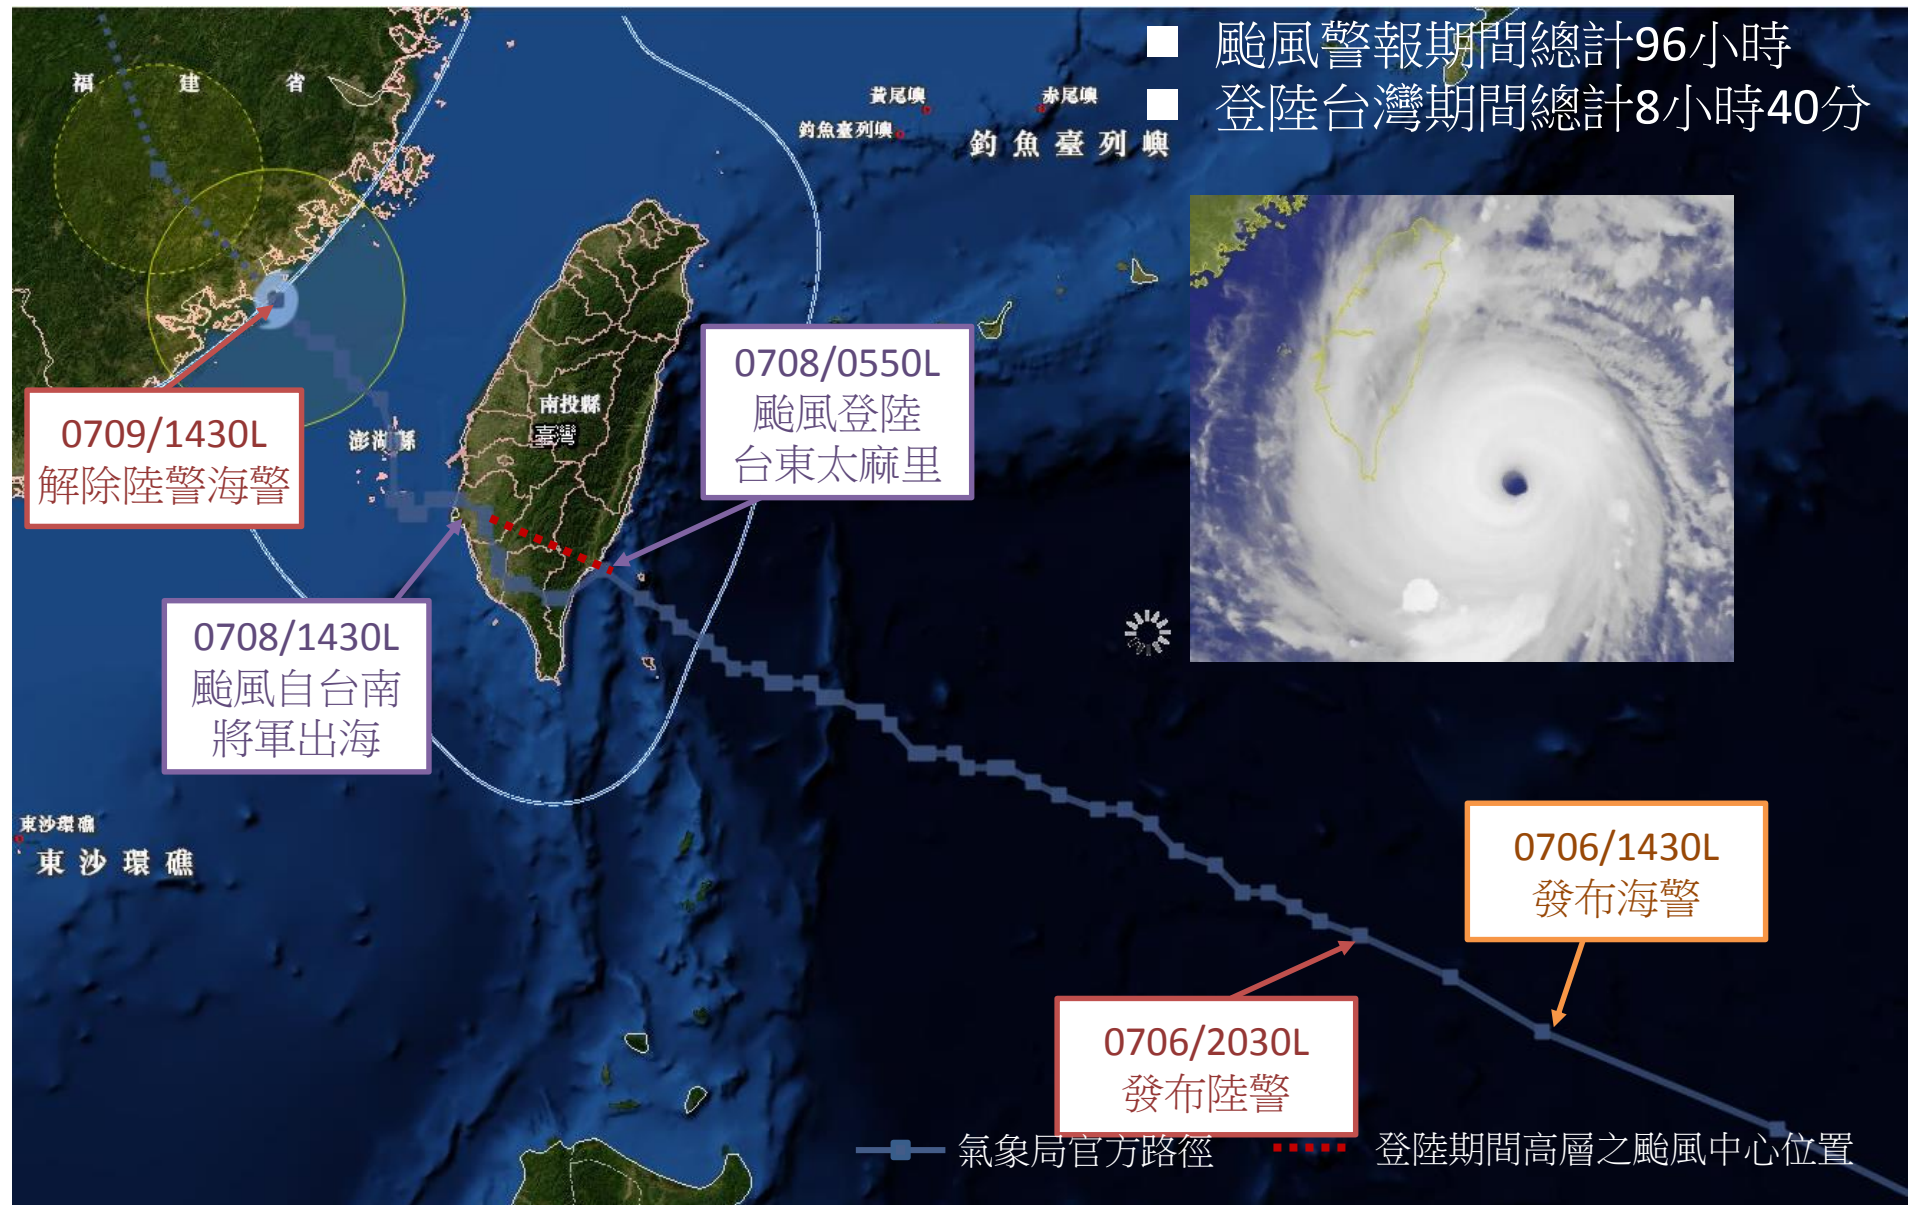 颱風警報期間總計96小時
登陸台灣期間總計8小時40分
福建省
黃尾嶼
赤尾嶼
釣魚臺列嶼
釣魚臺列嶼
0708/0550L
颱風登陸
台東太麻里
南投縣
臺灣
0709/1430L
解除陸警海警
澎湖縣
0708/1430L
颱風自台南
將軍出海
東沙環礁
東沙環礁
0706/1430L
發布海警
0706/2030L
發布陸警
氣象局官方路徑
登陸期間高層之颱風中心位置